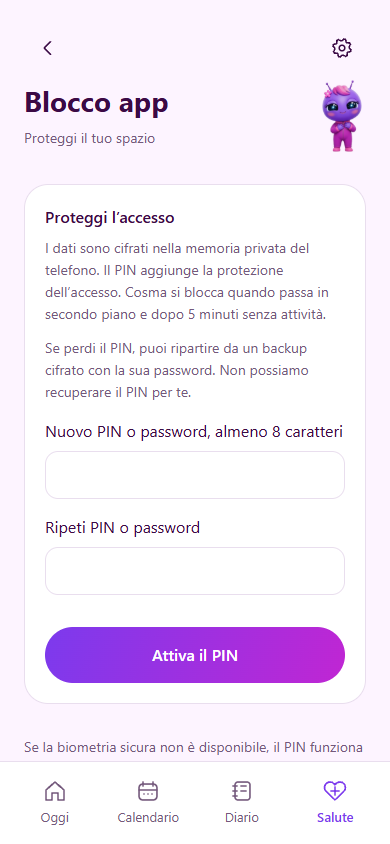 Blocco app
Proteggi il tuo spazio
Proteggi l’accesso
I dati sono cifrati nella memoria privata del
telefono. Il PIN aggiunge la protezione
dell’accesso. Cosma si blocca quando passa in
secondo piano e dopo 5 minuti senza attività.
Se perdi il PIN, puoi ripartire da un backup
cifrato con la sua password. Non possiamo
recuperare il PIN per te.
Nuovo PIN o password, almeno 8 caratteri
Ripeti PIN o password
Attiva il PIN
Se la biometria sicura non è disponibile, il PIN funziona
Oggi
Calendario
Diario
Salute